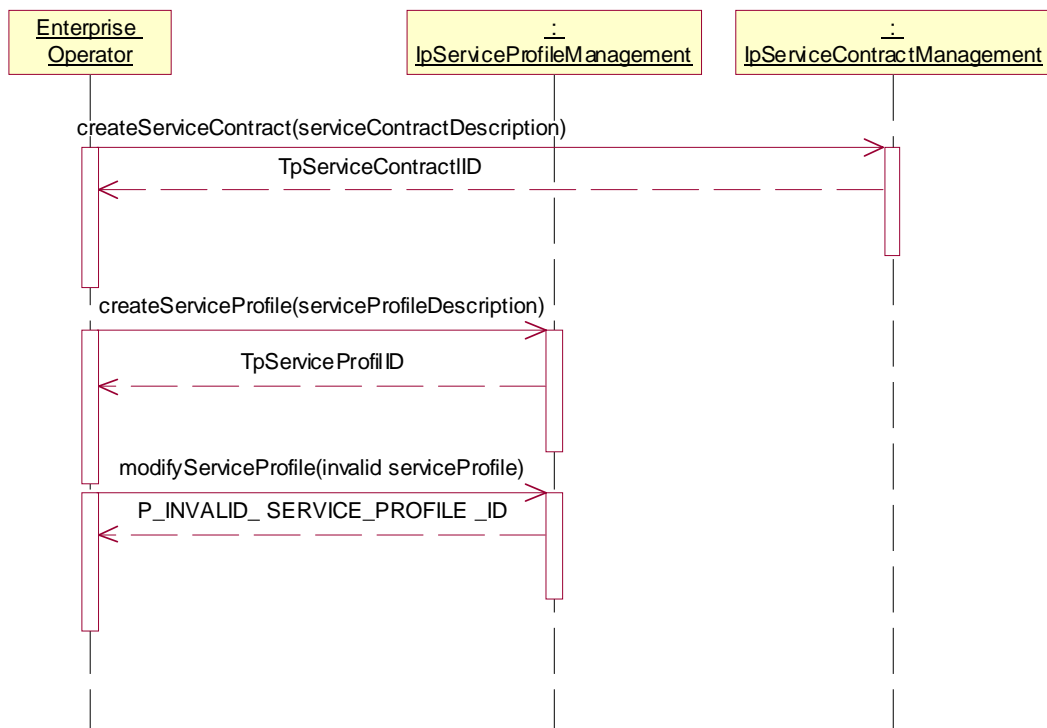 Enterprise
Operator
:
IpServiceProfileManagement
:
IpServiceContractManagement
createServiceContract(serviceContractDescription)
TpServiceContractIID
createServiceProfile(serviceProfileDescription)
TpServiceProfilID
modifyServiceProfile(invalid serviceProfile)
P_INVALID_ SERVICE_PROFILE _ID